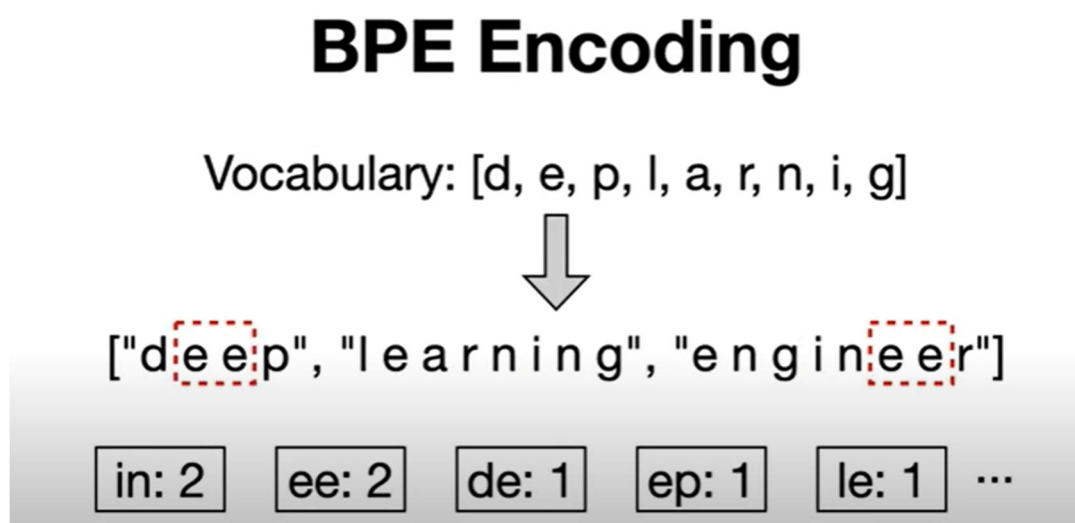 BPE Encoding
Vocabulary: [d, e, p, l, a, r, n, i, g]
["d e e p", "l e a r n i n g", "e n g i n e e r"]
in: 2 ee: 2 de: 1 ep: 1 le: 1 ...